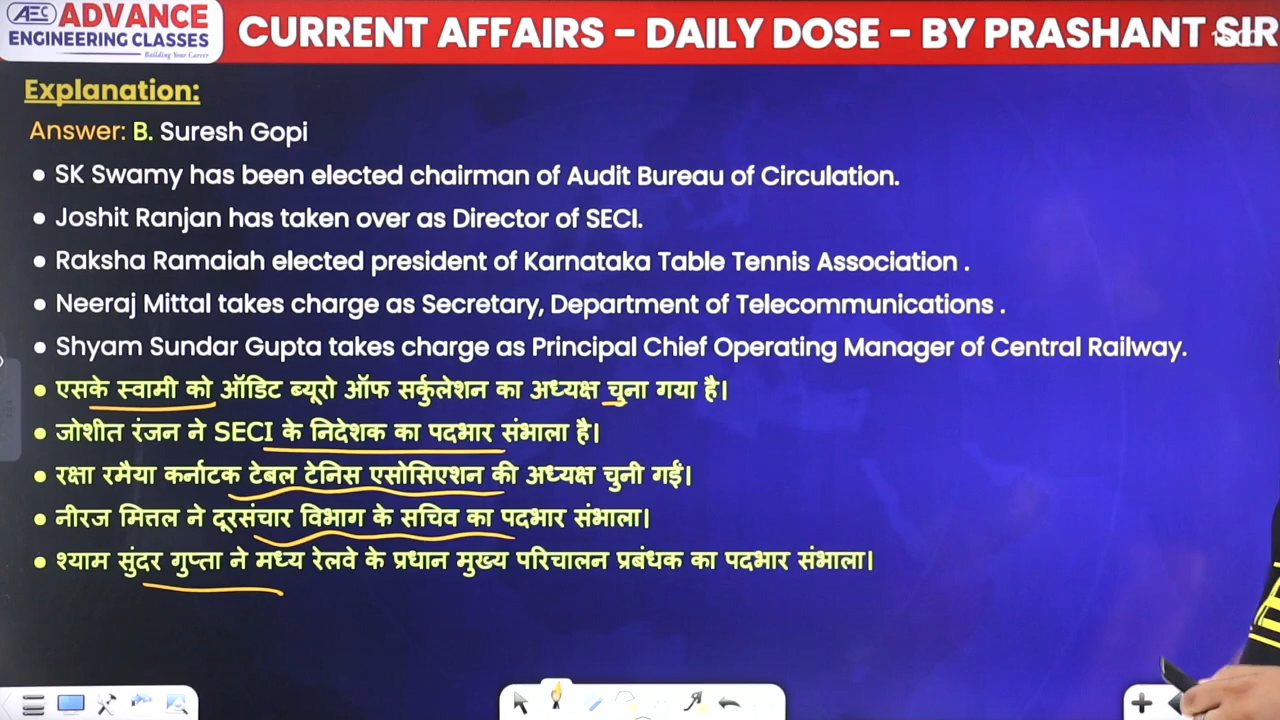 AEC ADVANCE
ENGINEERING CLASSES
Building Your Career
CURRENT AFFAIRS - DAILY DOSE - BY PRASHANT SIR
Explanation:
Answer: B. Suresh Gopi
• SK Swamy has been elected chairman of Audit Bureau of Circulation.
• Joshit Ranjan has taken over as Director of SECI.
• Raksha Ramaiah elected president of Karnataka Table Tennis Association .
• Neeraj Mittal takes charge as Secretary, Department of Telecommunications .
• Shyam Sundar Gupta takes charge as Principal Chief Operating Manager of Central Railway.
• एसके स्वामी को ऑडिट ब्यूरो ऑफ सर्कुलेशन का अध्यक्ष चुना गया है।
• जोशीत रंजन ने SECI के निदेशक का पदभार संभाला है।
• रक्षा रमैया कर्नाटक टेबल टेनिस एसोसिएशन की अध्यक्ष चुनी गईं।
• नीरज मित्तल ने दूरसंचार विभाग के सचिव का पदभार संभाला।
• श्याम सुंदर गुप्ता ने मध्य रेलवे के प्रधान मुख्य परिचालन प्रबंधक का पदभार संभाला।